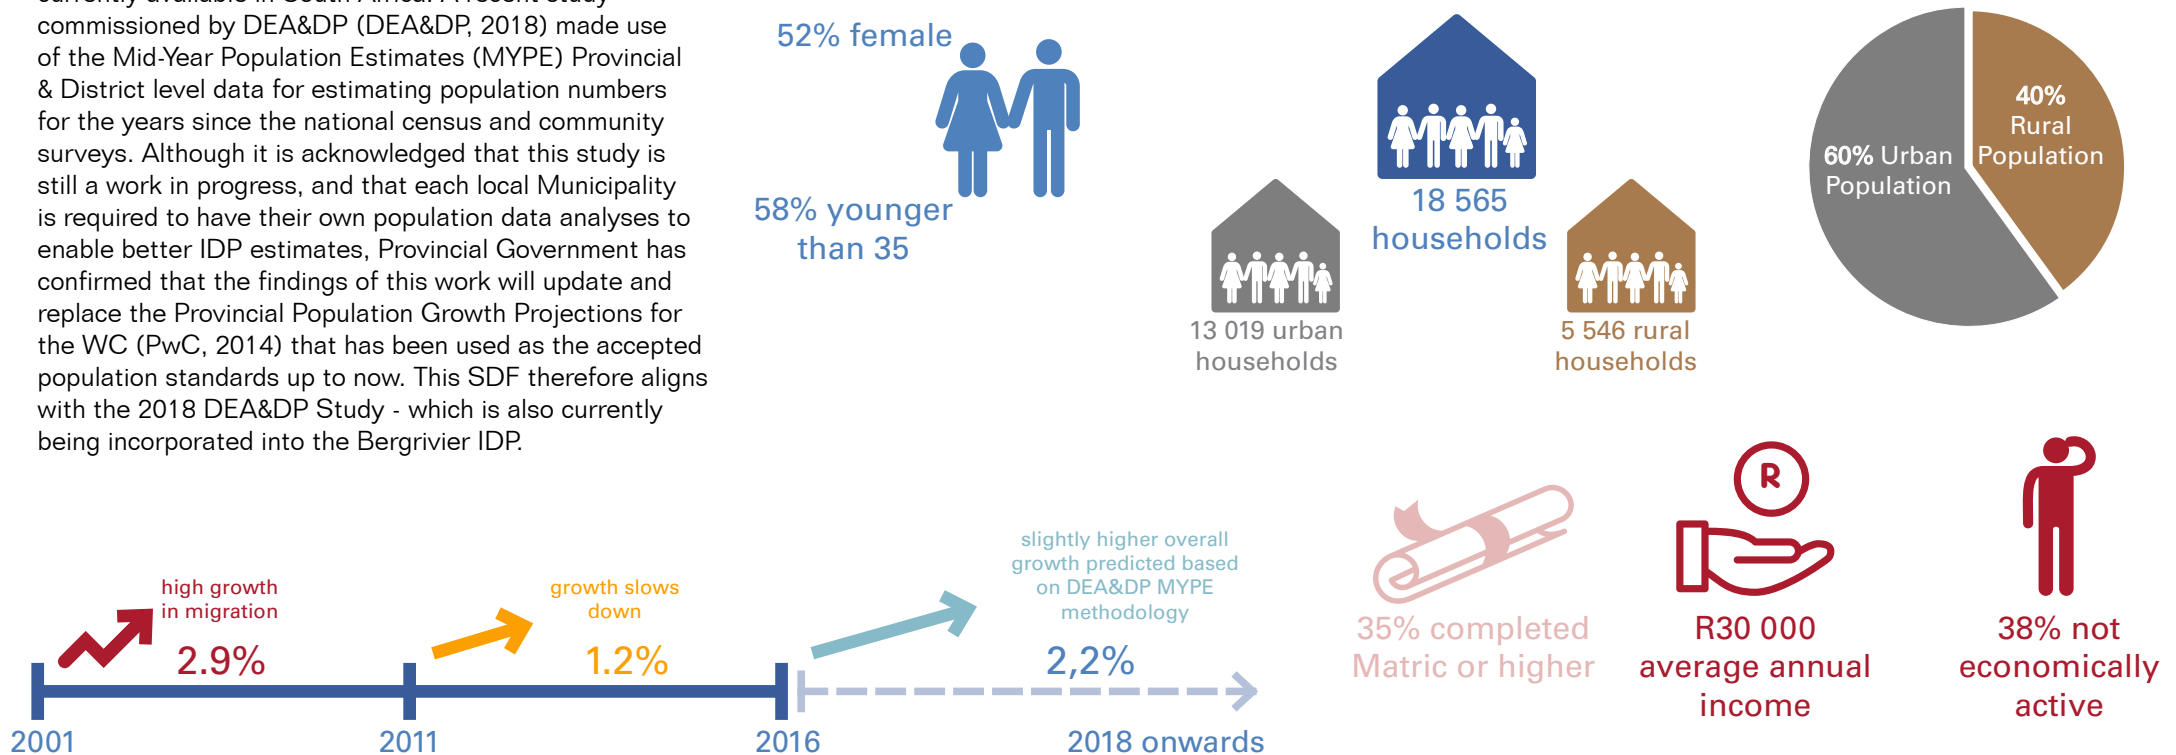 currently available in South Africa. A recent study
commissioned by DEA&DP (DEA&DP, 2018) made use
of the Mid-Year Population Estimates (MYPE) Provincial
& District level data for estimating population numbers
for the years since the national census and community
surveys. Although it is acknowledged that this study is
still a work in progress, and that each local Municipality
is required to have their own population data analyses to
enable better IDP estimates, Provincial Government has
confirmed that the findings of this work will update and
replace the Provincial Population Growth Projections for
the WC (PwC, 2014) that has been used as the accepted
population standards up to now. This SDF therefore aligns
with the 2018 DEA&DP Study - which is also currently
being incorporated into the Bergrivier IDP.
52% female
58% younger
than 35
18 565
households
13 019 urban
households
5 546 rural
households
60% Urban
Population
40%
Rural
Population
high growth
in migration
2.9%
growth slows
down
1.2%
slightly higher overall
growth predicted based
on DEA&DP MYPE
methodology
2,2%
2001
2011
2016
2018 onwards
35% completed
Matric or higher
R
R30 000
average annual
income
38% not
economically
active